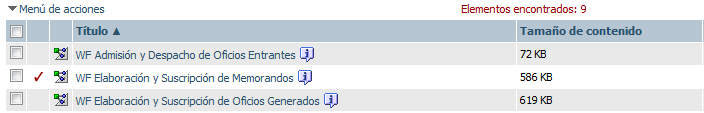 Menú de acciones Elementos encontrados: 9
Título Tamaño de contenido
WF Admisión y Despacho de Oficios Entrantes 72 KB
WF Elaboración y Suscripción de Memorandos 586 KB
WF Elaboración y Suscripción de Oficios Generados 619 KB